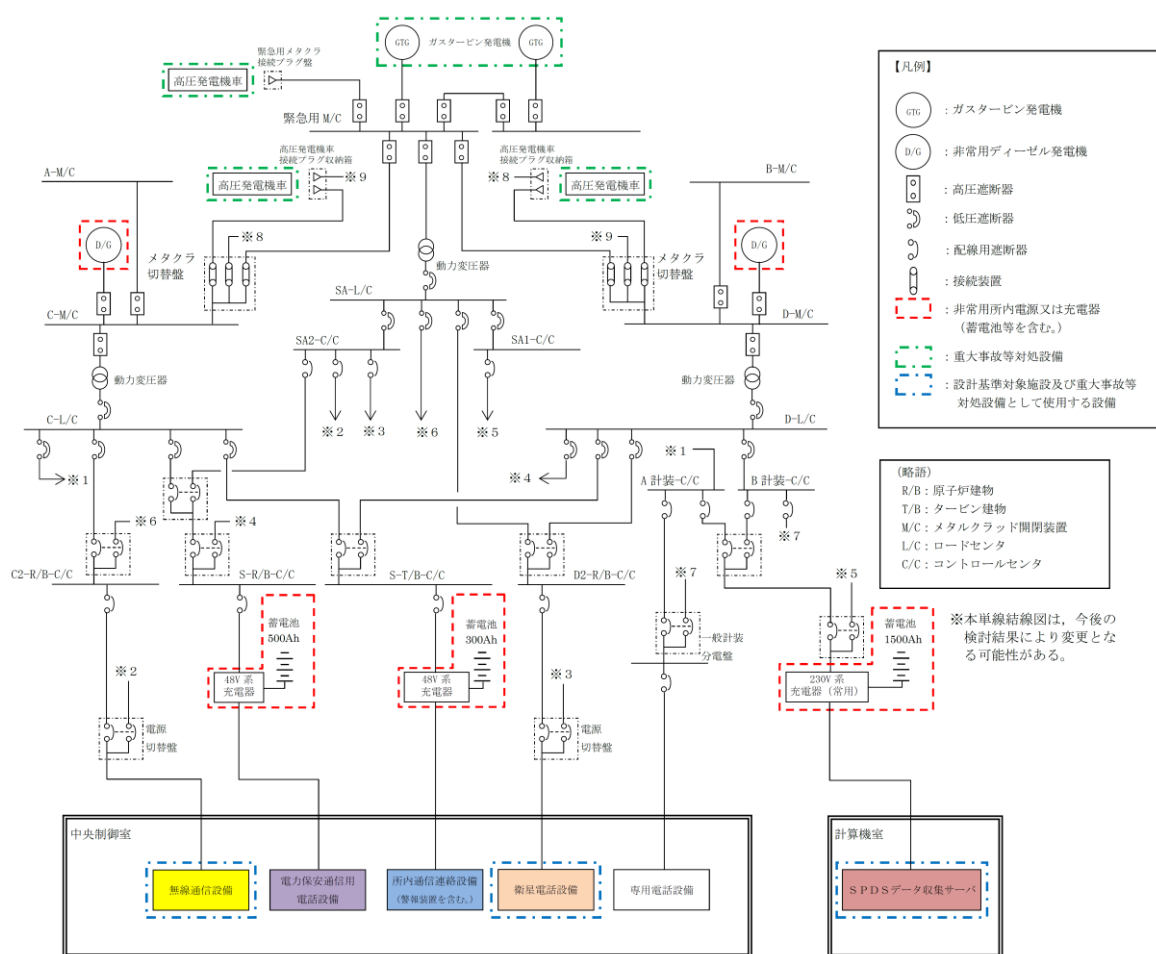 GTG
ガスタービン発電機
GTG
緊急用メタクラ
接続プラグ盤
高圧発電機車
緊急用 M/C
高圧発電機車
接続プラグ収納箱
高圧発電機車
※9
高圧発電機車
接続プラグ収納箱
※8
高圧発電機車
A-M/C
B-M/C
D/G
D/G
※8
メタクラ
切替盤
※9
メタクラ
切替盤
動力変圧器
C-M/C
D-M/C
SA-L/C
SA2-C/C
SA1-C/C
動力変圧器
動力変圧器
C-L/C
D-L/C
※2
※3
※6
※5
※1
※4
※1
A 計装-C/C
B 計装-C/C
※7
※6
※4
C2-R/B-C/C
S-R/B-C/C
S-T/B-C/C
D2-R/B-C/C
※7
※5
一般計装
分電盤
蓄電池
500Ah
48V 系
充電器
蓄電池
300Ah
48V 系
充電器
蓄電池
1500Ah
230V 系
充電器（常用）
※2
電源
切替盤
※3
電源
切替盤
中央制御室
無線通信設備
電力保安通信用
電話設備
所内通信連絡設備
(警報装置を含む。)
衛星電話設備
専用電話設備
計算機室
ＳＰＤＳデータ収集サーバ
【凡例】
GTG
：ガスタービン発電機
D/G
：非常用ディーゼル発電機
：高圧遮断器
：低圧遮断器
：配線用遮断器
：接続装置
：非常用所内電源又は充電器
（蓄電池等を含む。）
：重大事故等対処設備
：設計基準対象施設及び重大事故等
対処設備として使用する設備
(略語)
R/B：原子炉建物
T/B：タービン建物
M/C：メタルクラッド開閉装置
L/C：ロードセンタ
C/C：コントロールセンタ
※本単線結線図は，今後の
検討結果により変更とな
る可能性がある。